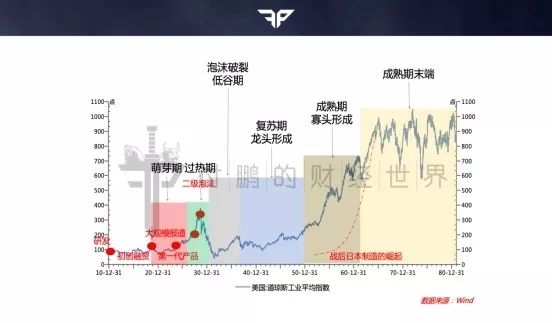 成熟期末端
泡沫破裂
低谷期
复苏期
龙头形成
成熟期
寡头形成
1100 点
1000
900
800
700
600
500
400
300
200
100
0
点 1100
1000
900
800
700
600
500
400
300
200
100
0
萌芽期 过热期
二级泡沫
鹏的财经世界
研发
大规模报道
初创融资 第一代产品
战后日本制造的崛起
10-12-31 20-12-31 30-12-31 40-12-31 50-12-31 60-12-31 70-12-31 80-12-31
美国:道琼斯工业平均指数
数据来源：Wind